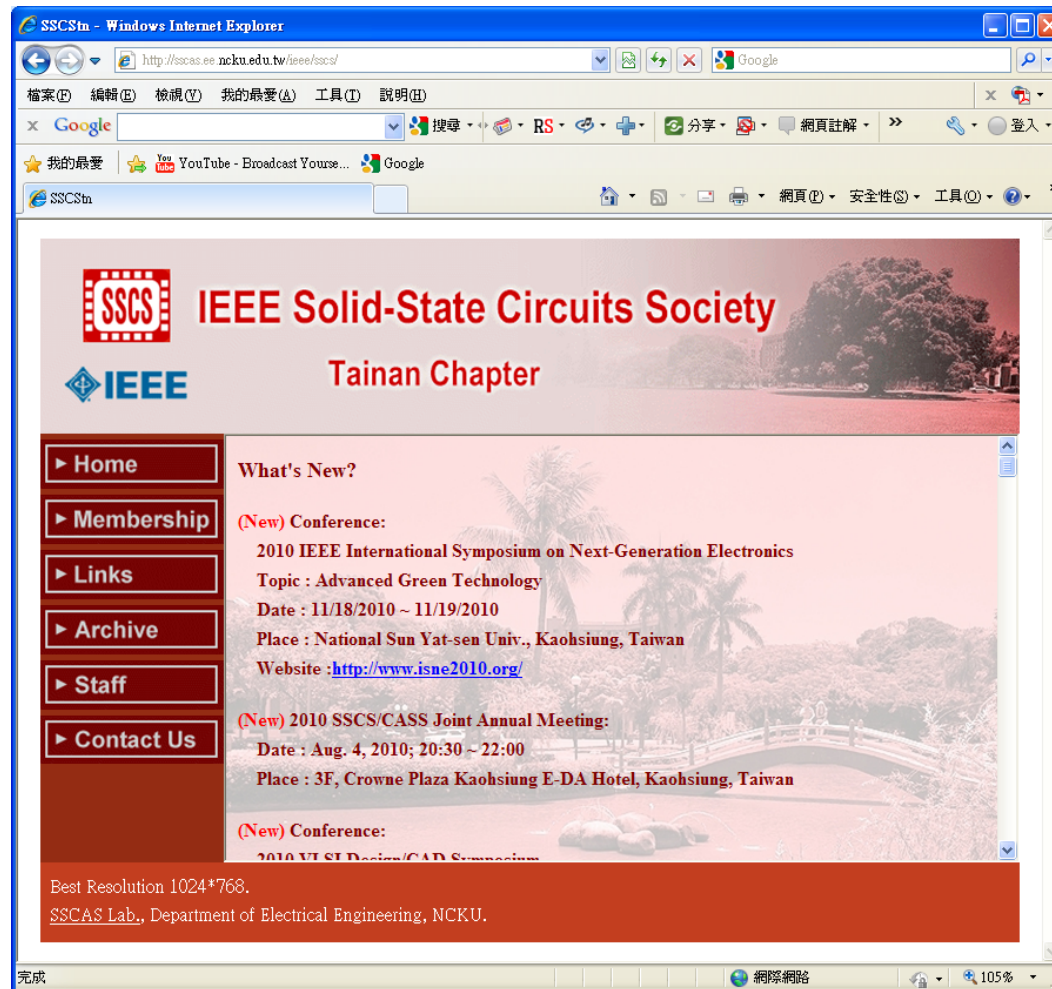 SSCStn - Windows Internet Explorer
http://sscas.ee.ncku.edu.tw/ieee/sscs/
Google
檔案(F) 編輯(E) 檢視(V) 我的最愛(A) 工具(T) 說明(H)
x
x Google 搜尋 RS 分享 網頁註解 » 登入
我的最愛 YouTube - Broadcast Yourse... Google
SSCStn 網頁(P) 安全性(S) 工具(O)
SSCS IEEE Solid-State Circuits Society
IEEE Tainan Chapter
Home
Membership
Links
Archive
Staff
Contact Us
What's New?
(New) Conference:
2010 IEEE International Symposium on Next-Generation Electronics
Topic : Advanced Green Technology
Date : 11/18/2010 ~ 11/19/2010
Place : National Sun Yat-sen Univ., Kaohsiung, Taiwan
Website :http://www.isne2010.org/
(New) 2010 SSCS/CASS Joint Annual Meeting:
Date : Aug. 4, 2010; 20:30 ~ 22:00
Place : 3F, Crowne Plaza Kaohsiung E-DA Hotel, Kaohsiung, Taiwan
(New) Conference:
2010 VLSI Design/CAD Symposium
Best Resolution 1024*768.
SSCAS Lab., Department of Electrical Engineering, NCKU.
完成 網際網路 105%